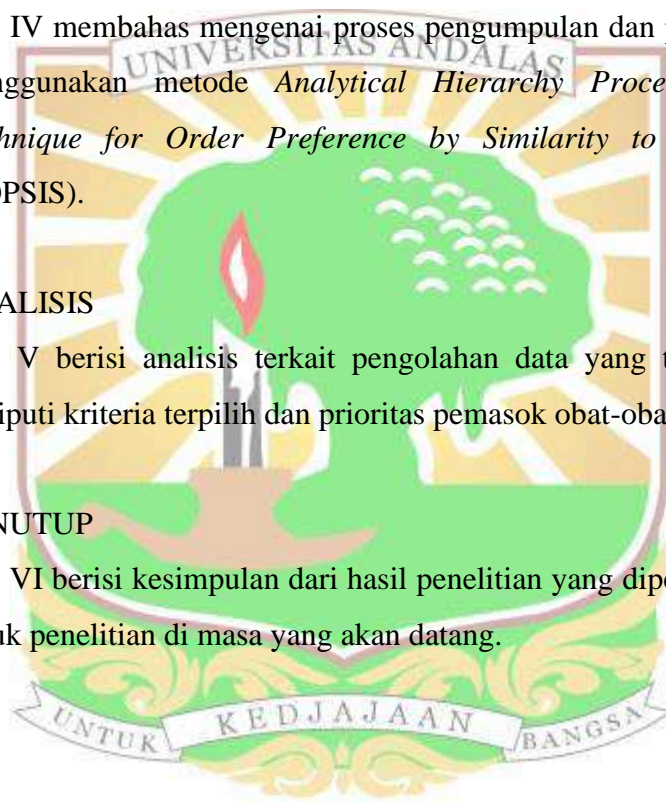 IV membahas mengenai proses pengumpulan dan
UNIVERSITAS ANDALAS
nggunakan metode Analytical Hierarchy Proce
hnique for Order Preference by Similarity to
OPSIS).
ALISIS
V berisi analisis terkait pengolahan data yang t
iputi kriteria terpilih dan prioritas pemasok obat-oba
NUTUP
VI berisi kesimpulan dari hasil penelitian yang dipe
uk penelitian di masa yang akan datang.
UNTUK KEDJAJAAN BANGSA